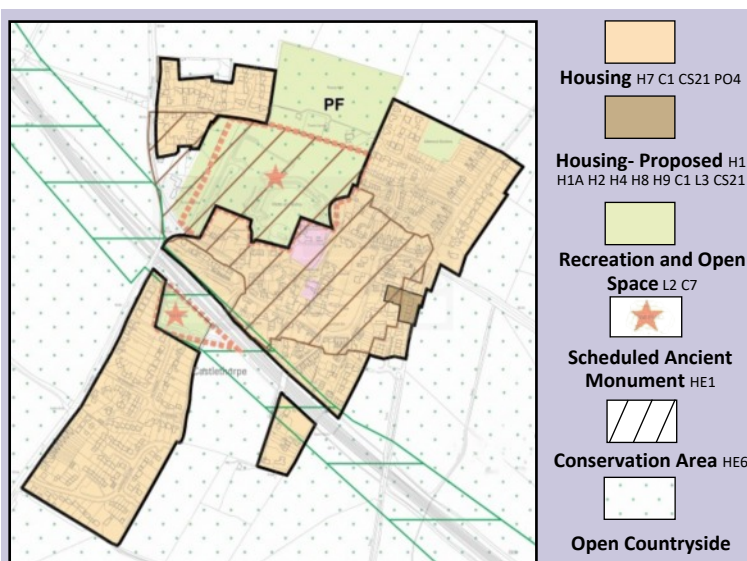 PF
Castlethorpe
Housing H7 C1 CS21 PO4
Housing- Proposed H1
H1A H2 H4 H8 H9 C1 L3 CS21
Recreation and Open
Space L2 C7
Scheduled Ancient
Monument HE1
Conservation Area HE6
Open Countryside